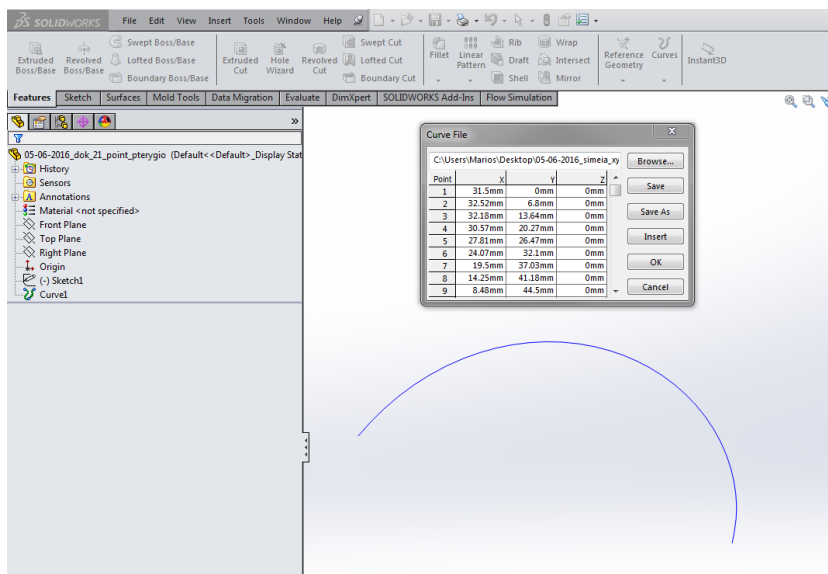 SOLIDWORKS File Edit View Insert Tools Window Help
Extruded Boss/Base
Revolved Boss/Base
Swept Boss/Base
Lofted Boss/Base
Boundary Boss/Base
Extruded Cut
Hole Wizard
Revolved Cut
Swept Cut
Lofted Cut
Boundary Cut
Fillet
Linear Pattern
Rib
Draft
Shell
Wrap
Intersect
Mirror
Reference Geometry
Curves
Instant3D
Features Sketch Surfaces Mold Tools Data Migration Evaluate DimXpert SOLIDWORKS Add-Ins Flow Simulation
»
05-06-2016_dok_21_point_pterygio (Default<<Default>_Display Stat
History
Sensors
Annotations
Material <not specified>
Front Plane
Top Plane
Right Plane
Origin
(-) Sketch1
Curve1
Curve File
C:\Users\Marios\Desktop\05-06-2016_simeia_xy Browse...
Point X Y Z
1 31.5mm 0mm 0mm
2 32.52mm 6.8mm 0mm
3 32.18mm 13.64mm 0mm
4 30.57mm 20.27mm 0mm
5 27.81mm 26.47mm 0mm
6 24.07mm 32.1mm 0mm
7 19.5mm 37.03mm 0mm
8 14.25mm 41.18mm 0mm
9 8.48mm 44.5mm 0mm
Save
Save As
Insert
OK
Cancel